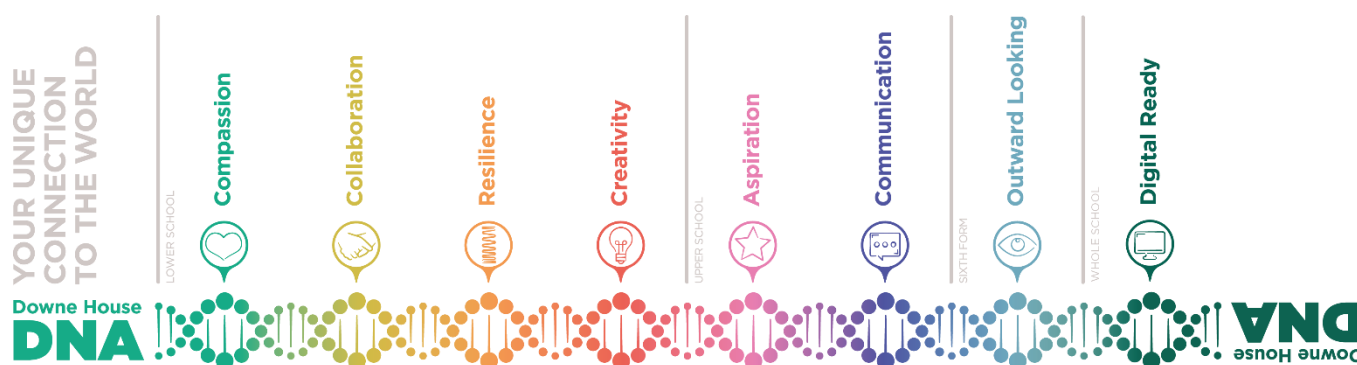 YOUR UNIQUE
CONNECTION
TO THE WORLD
Downe House
DNA
LOWER SCHOOL
Compassion
Collaboration
Resilience
Creativity
UPPER SCHOOL
Aspiration
Communication
SIXTH FORM
Outward Looking
WHOLE SCHOOL
Digital Ready
Downe House
DNA